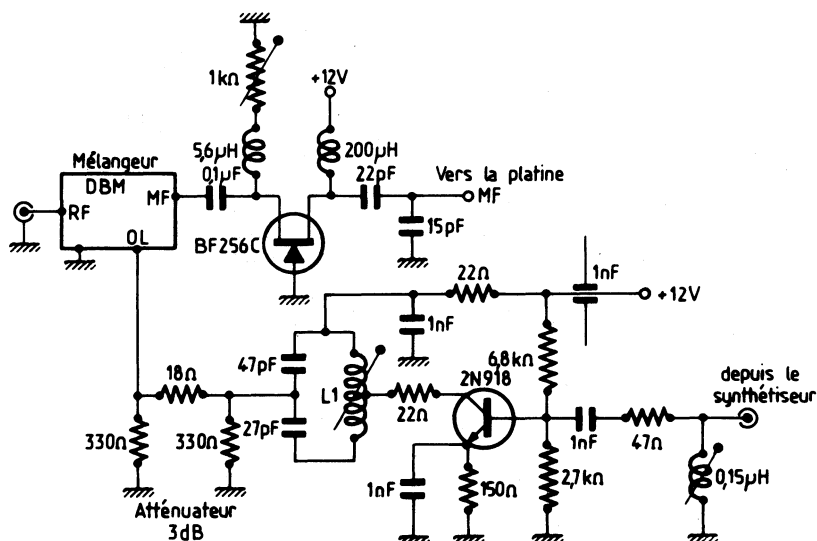 1kΩ
+12V
5,6µH
200µH
Mélangeur
DBM
0,1µF
22pF
Vers la platine
MF
MF
RF
OL
15pF
BF256C
22Ω
1nF
+12V
1nF
47pF
6,8kΩ
18Ω
2N918
depuis le
synthétiseur
L1
22Ω
27pF
330Ω
330Ω
1nF
47Ω
1nF
150Ω
2,7kΩ
0,15µH
Atténuateur
3dB